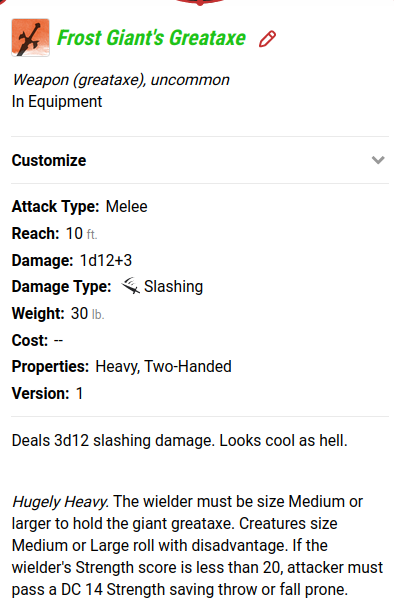 Frost Giant's Greataxe
Weapon (greataxe), uncommon
In Equipment
Customize
Attack Type: Melee
Reach: 10 ft.
Damage: 1d12+3
Damage Type: Slashing
Weight: 30 lb.
Cost: --
Properties: Heavy, Two-Handed
Version: 1
Deals 3d12 slashing damage. Looks cool as hell.
Hugely Heavy. The wielder must be size Medium or
larger to hold the giant greataxe. Creatures size
Medium or Large roll with disadvantage. If the
wielder's Strength score is less than 20, attacker must
pass a DC 14 Strength saving throw or fall prone.